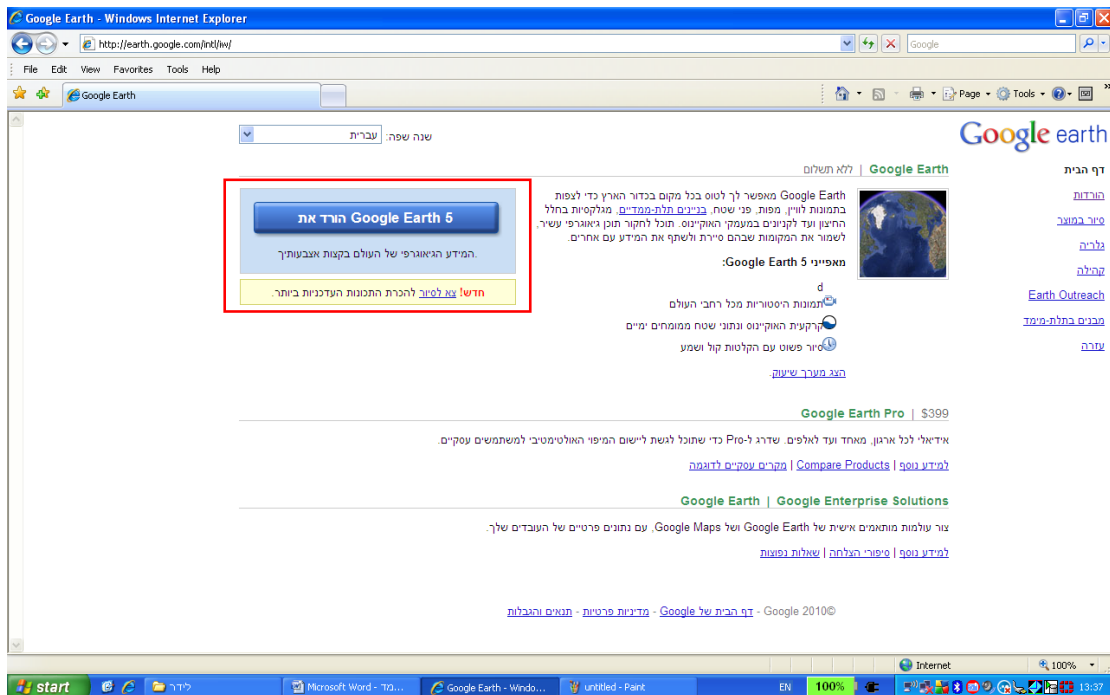 Google Earth - Windows Internet Explorer
http://earth.google.com/intl/iw/
Google
File Edit View Favorites Tools Help
Google Earth
Page Tools
שנה שפה: עברית
Google earth
דף הבית
הורדות
סיור במוצר
גלריה
קהילה
Earth Outreach
מבנים בתלת-מימד
עזרה
Google Earth | ללא תשלום
Google Earth מאפשר לך לטוס בכל מקום בכדור הארץ כדי לצפות
בתמונות לוויין, מפות, פני שטח, בניינים תלת-ממדיים, מגלקסיות בחלל
החיצון ועד לקניונים במעמקי האוקיינוס. תוכל לחקור תוכן גיאוגרפי עשיר,
לשמור את המקומות שבהם סיירת ולשתף את המידע עם אחרים.
מאפייני Google Earth 5:
d
תמונות היסטוריות מכל רחבי העולם
קרקעית האוקיינוס ונתוני שטח ממומחים ימיים
סיור פשוט עם הקלטות קול ושמע
הצג מערך שיעוק.
הורד את Google Earth 5
.המידע הגיאוגרפי של העולם בקצות אצבעותיך
חדש! צא לסיור להכרת התכונות העדכניות ביותר.
Google Earth Pro | $399
אידיאלי לכל ארגון, מאחד ועד לאלפים. שדרג ל-Pro כדי שתוכל לגשת ליישום המיפוי האולטימטיבי למשתמשים עסקיים.
למידע נוסף | Compare Products | מקרים עסקיים לדוגמה
Google Earth | Google Enterprise Solutions
צור עולמות מותאמים אישית של Google Earth ושל Google Maps, עם נתונים פרטיים של העובדים שלך.
למידע נוסף | סיפורי הצלחה | שאלות נפוצות
©2010 Google - דף הבית של Google - מדיניות פרטיות - תנאים והגבלות
Internet 100%
start לידר Microsoft Word - טמ... Google Earth - Windo... untitled - Paint EN 100% 13:37